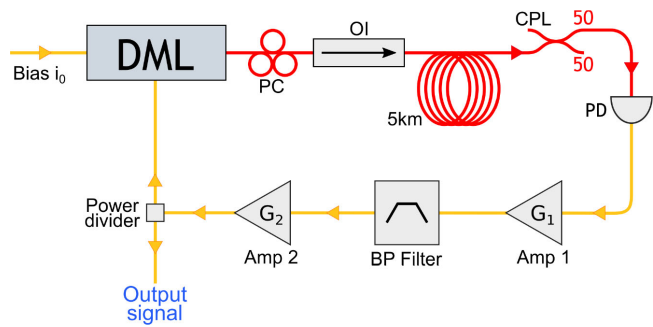 Bias i₀
DML
PC
OI
5km
CPL
50
50
PD
Power
divider
G₂
Amp 2
BP Filter
G₁
Amp 1
Output
signal